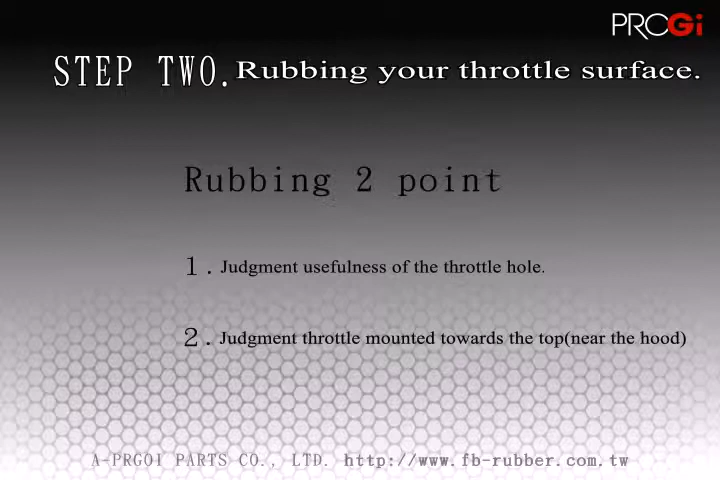 PROGi
STEP TWO. Rubbing your throttle surface.
Rubbing 2 point
1. Judgment usefulness of the throttle hole.
2. Judgment throttle mounted towards the top(near the hood)
A-PRGOI PARTS CO., LTD. http://www.fb-rubber.com.tw